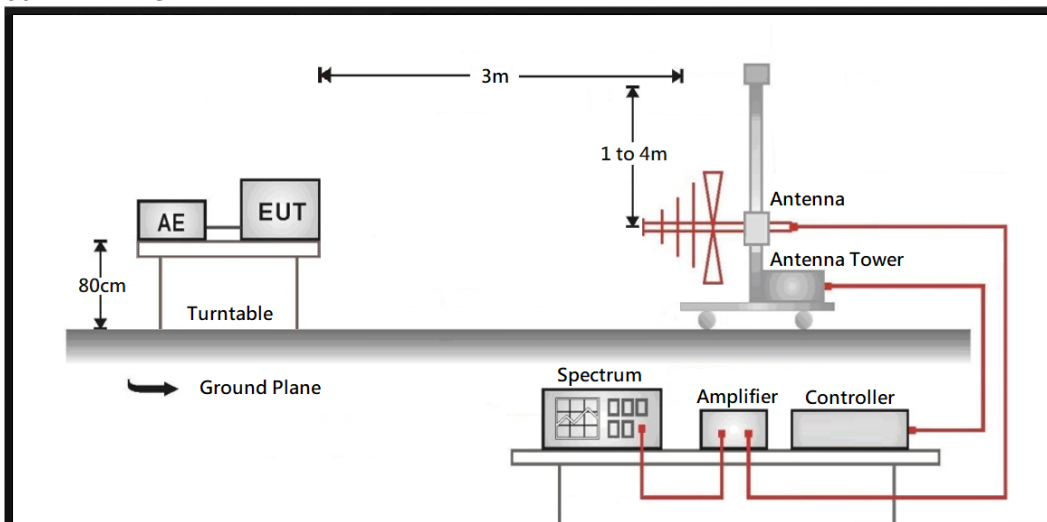 3m
1 to 4m
Antenna
AE
EUT
Antenna Tower
80cm
Turntable
Ground Plane
Spectrum
Amplifier
Controller